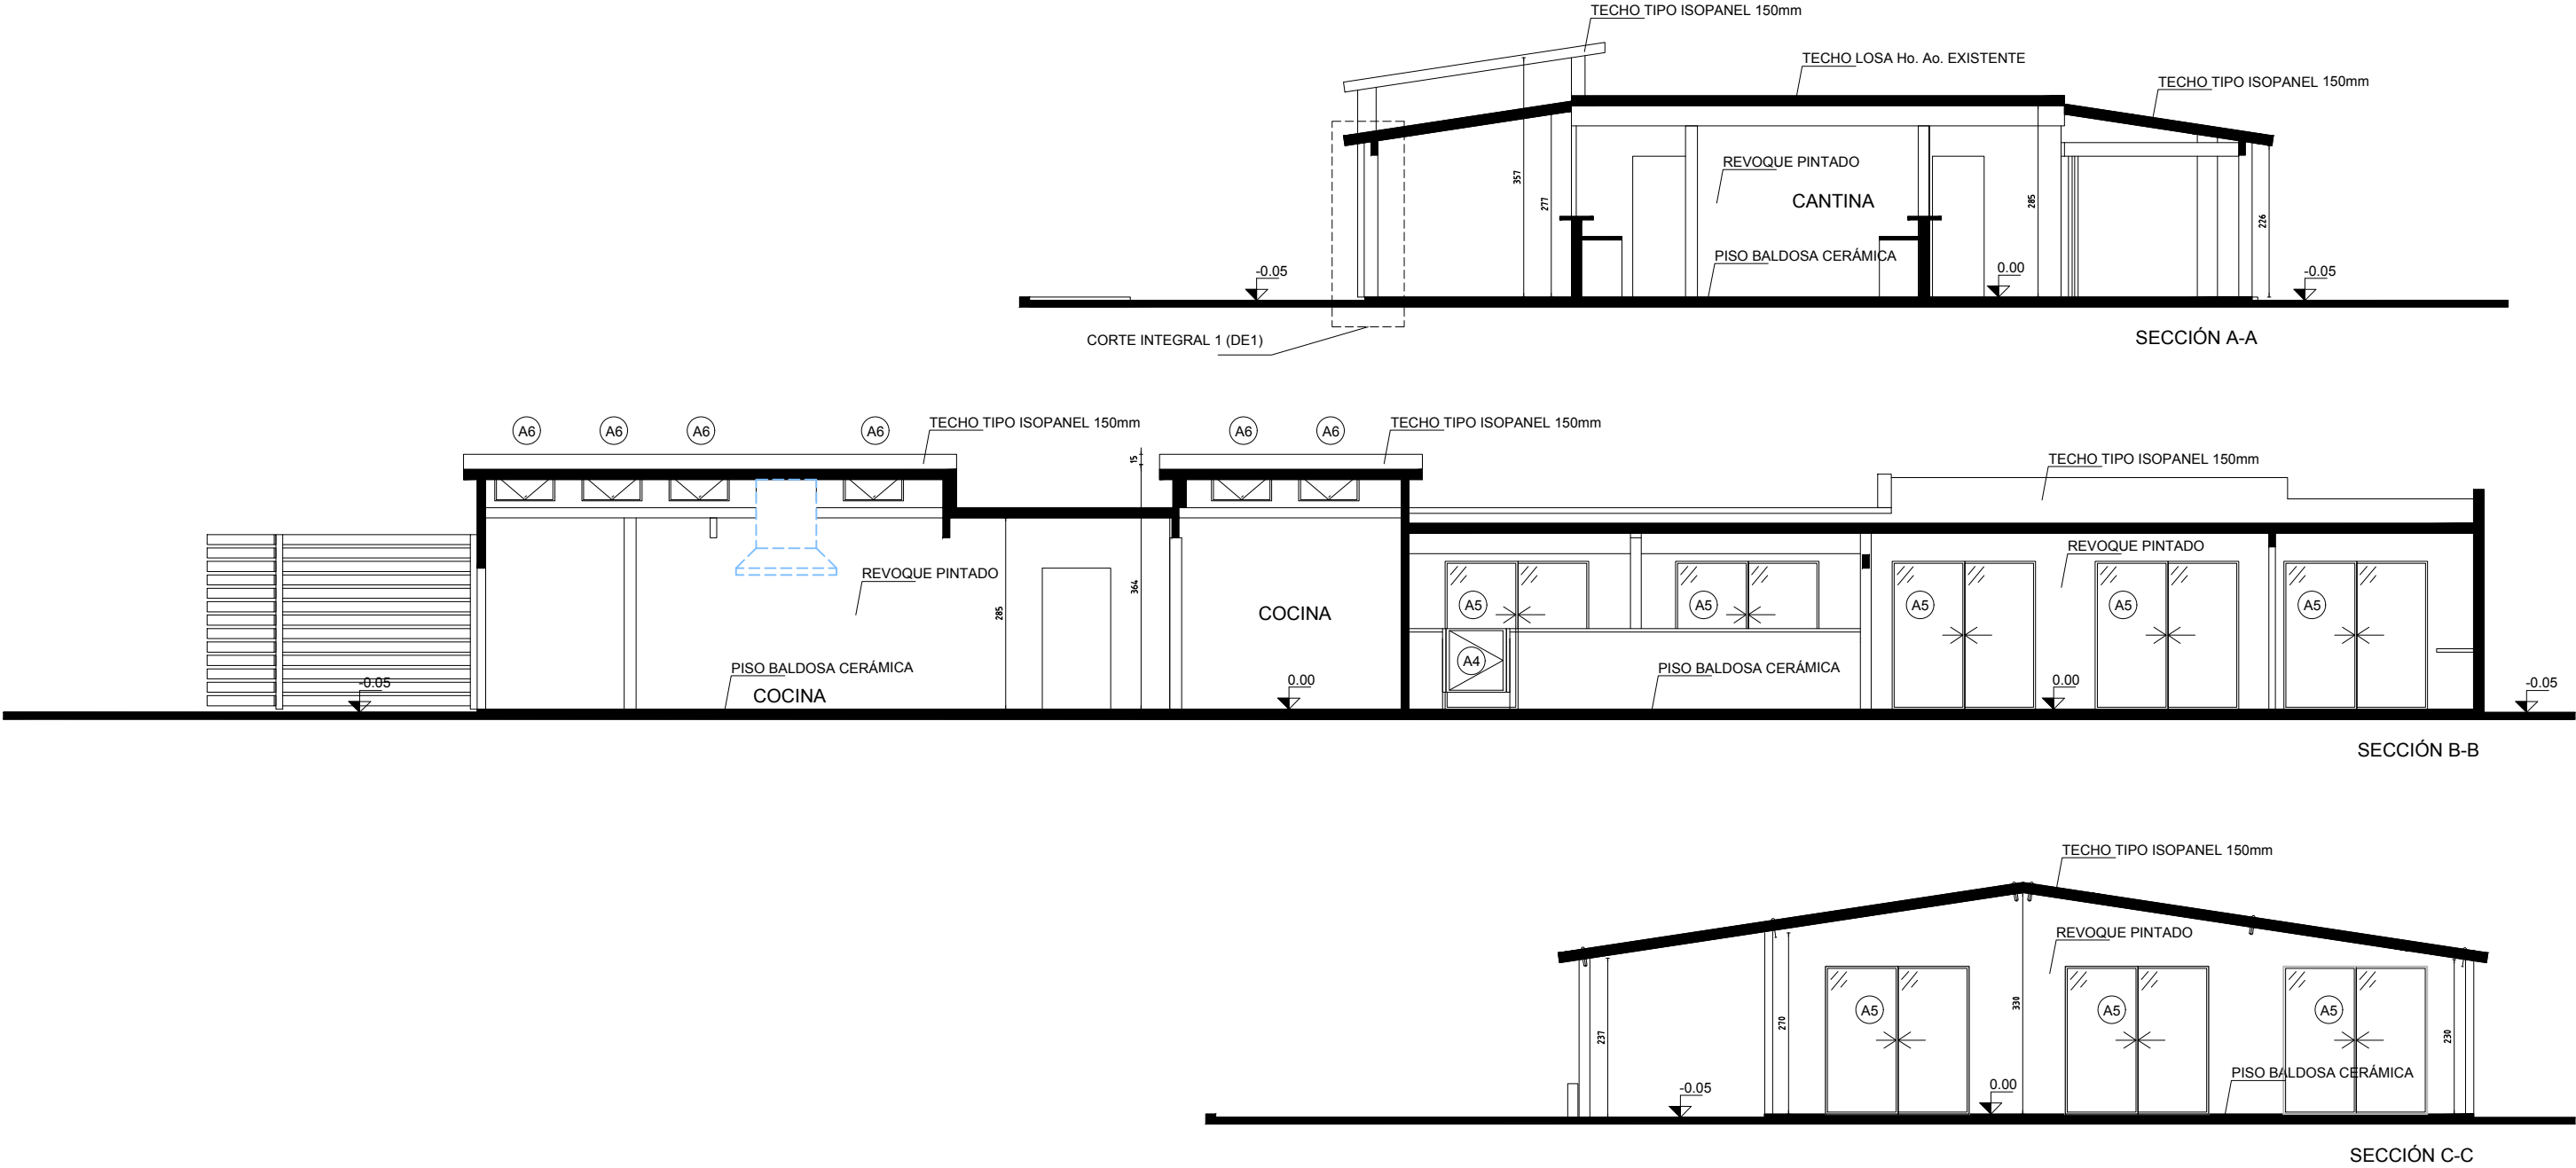 TECHO TIPO ISOPANEL 150mm
TECHO LOSA Ho. Ao. EXISTENTE
TECHO TIPO ISOPANEL 150mm
REVOQUE PINTADO
357
277
CANTINA
285
226
PISO BALDOSA CERÁMICA
-0.05
0.00
-0.05
CORTE INTEGRAL 1 (DE1)
SECCIÓN A-A
A6
A6
A6
A6
TECHO TIPO ISOPANEL 150mm
A6
A6
TECHO TIPO ISOPANEL 150mm
15
TECHO TIPO ISOPANEL 150mm
REVOQUE PINTADO
REVOQUE PINTADO
364
285
COCINA
A5
A5
A5
A5
A5
A4
PISO BALDOSA CERÁMICA
PISO BALDOSA CERÁMICA
-0.05
COCINA
0.00
0.00
-0.05
SECCIÓN B-B
TECHO TIPO ISOPANEL 150mm
REVOQUE PINTADO
330
A5
A5
A5
237
270
230
PISO BALDOSA CERÁMICA
-0.05
0.00
SECCIÓN C-C